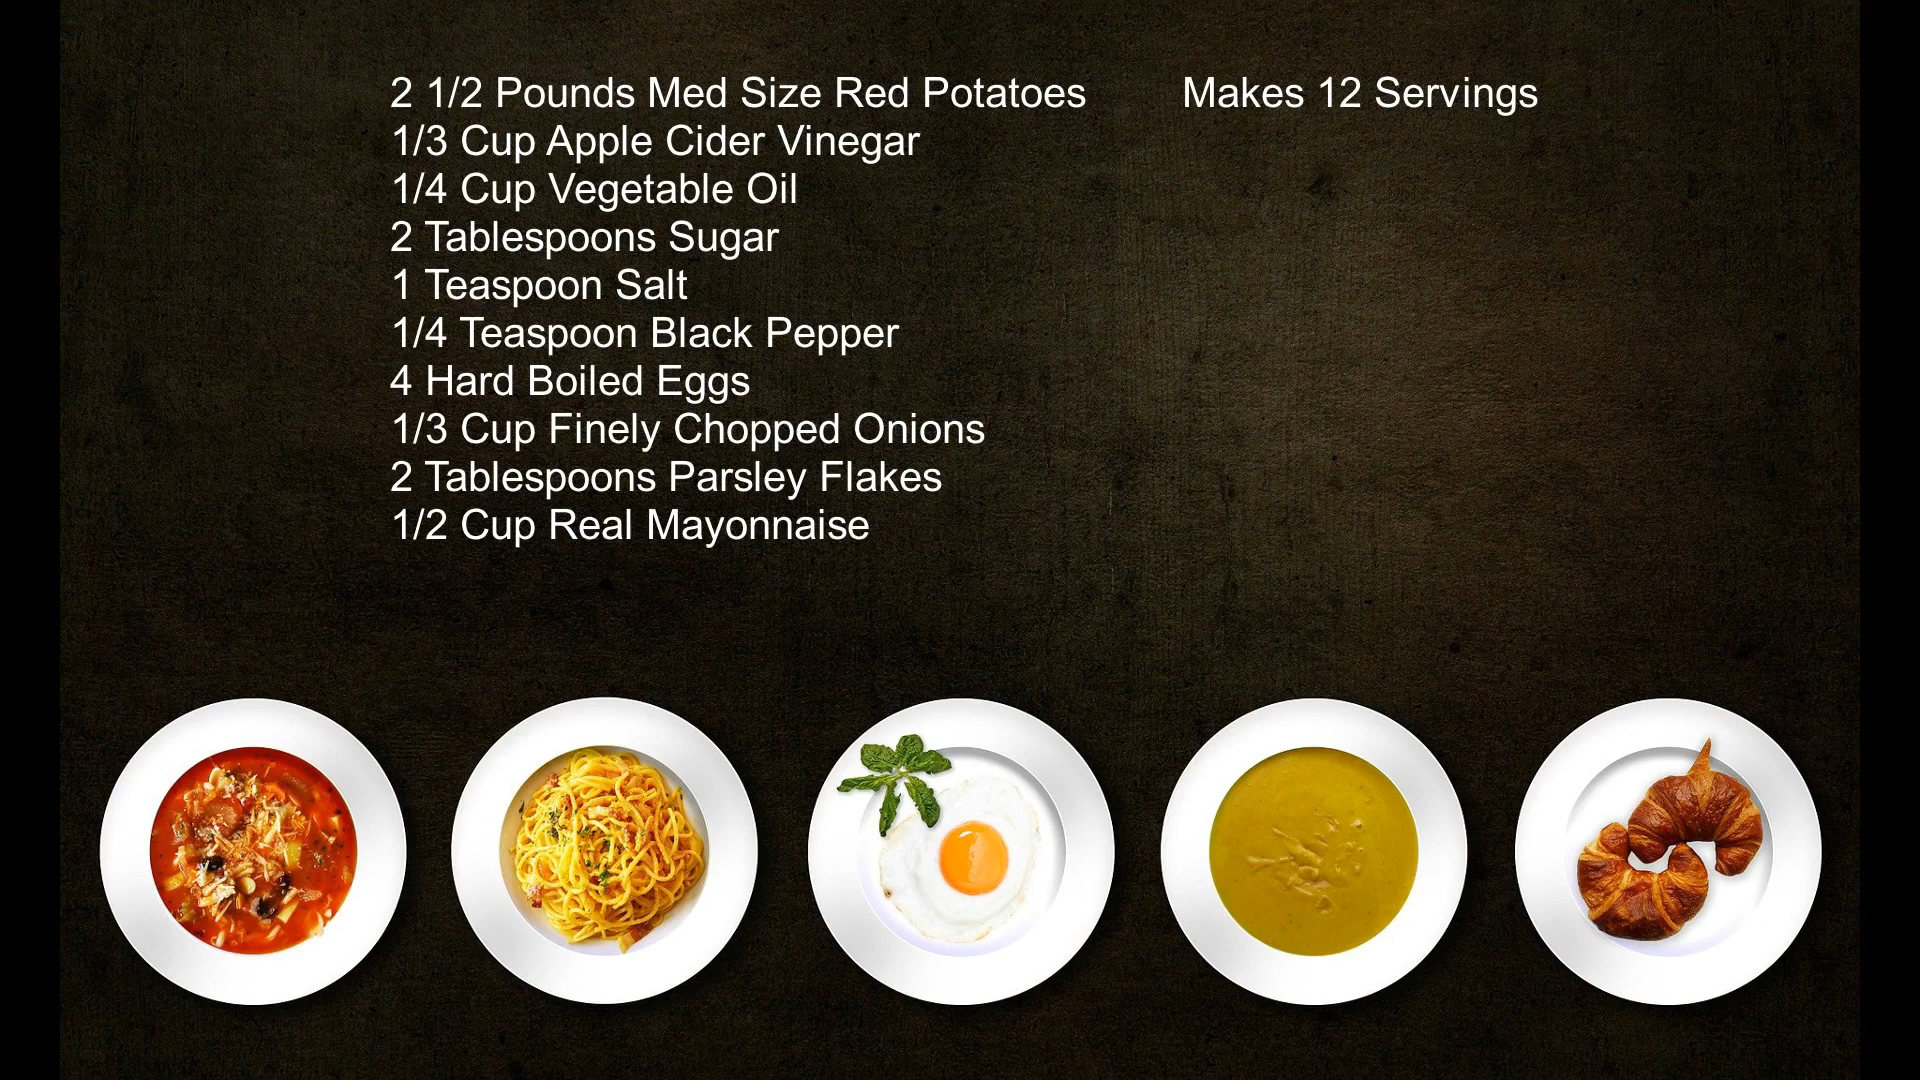 2 1/2 Pounds Med Size Red Potatoes Makes 12 Servings
1/3 Cup Apple Cider Vinegar
1/4 Cup Vegetable Oil
2 Tablespoons Sugar
1 Teaspoon Salt
1/4 Teaspoon Black Pepper
4 Hard Boiled Eggs
1/3 Cup Finely Chopped Onions
2 Tablespoons Parsley Flakes
1/2 Cup Real Mayonnaise